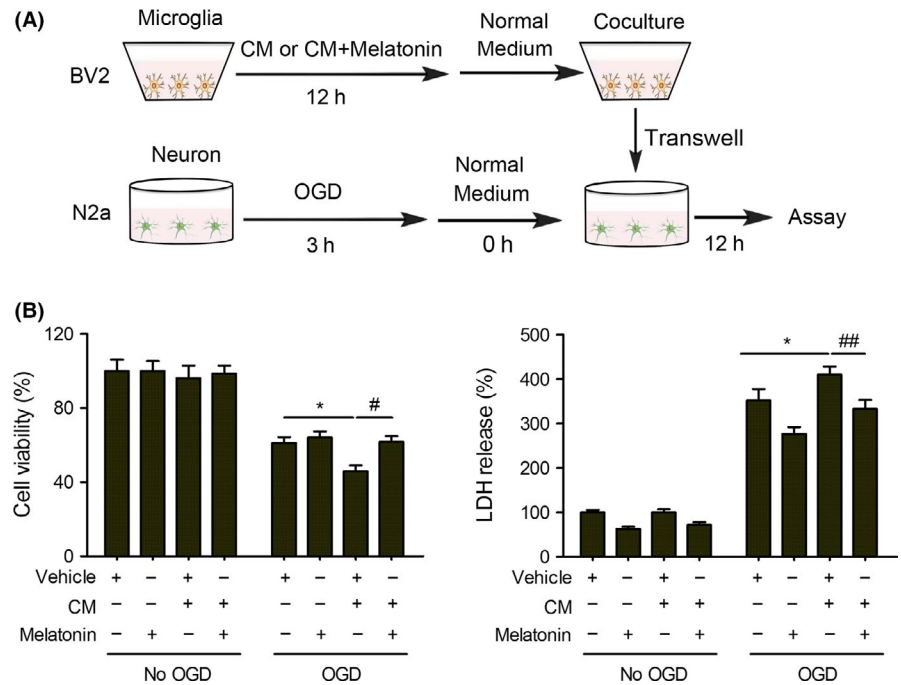 (A)
Microglia
BV2
CM or CM+Melatonin
12 h
Normal
Medium
Coculture
Transwell
Neuron
N2a
OGD
3 h
Normal
Medium
0 h
12 h
Assay
(B)
Cell viability (%)
120
80
40
0
* #
Vehicle + − + − + − + −
CM − − + + − − + +
Melatonin − + − + − + − +
No OGD OGD
LDH release (%)
500
400
300
200
100
0
* ##
Vehicle + − + − + − + −
CM − − + + − − + +
Melatonin − + − + − + − +
No OGD OGD